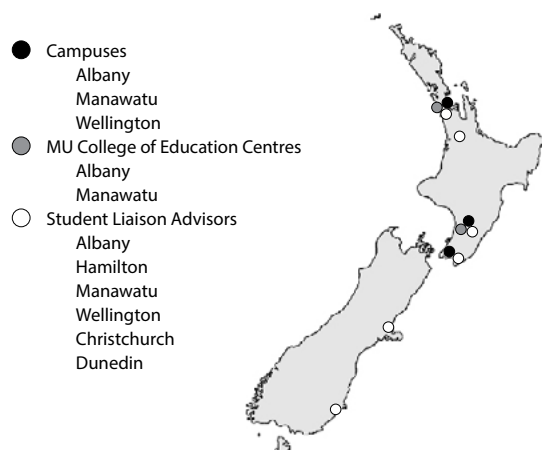 Campuses
Albany
Manawatu
Wellington
MU College of Education Centres
Albany
Manawatu
Student Liaison Advisors
Albany
Hamilton
Manawatu
Wellington
Christchurch
Dunedin